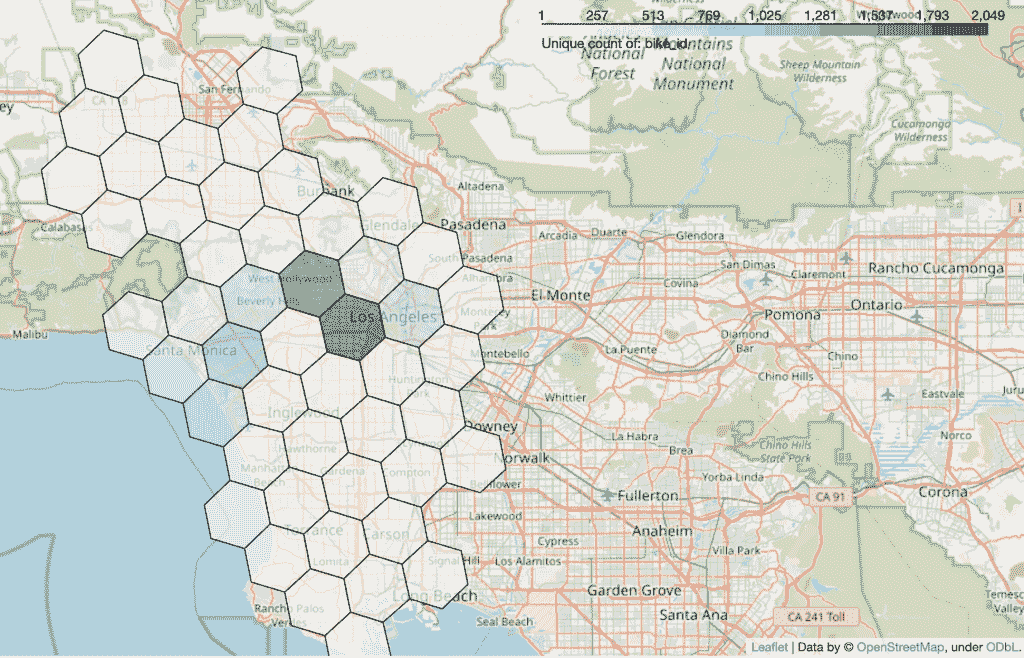 1 257 513 769 1,025 1,281 1,537 1,793 2,049
Unique count of: bike_id
National
Forest
Mountains
National
Monument
Sheep Mountain
Wilderness
Cucamonga
Wilderness
San Fernando
Burbank
Altadena
Calabasas
Glendale
Pasadena
Arcadia
Duarte
Glendora
South Pasadena
San Dimas
Claremont
Rancho Cucamonga
West Hollywood
Alhambra
Covina
Beverly Hills
El Monte
Ontario
Los Angeles
Monterey
Park
Pomona
Malibu
Santa Monica
Montebello
La Puente
Diamond
Bar
Chino
Huntington
Park
Chino Hills
Whittier
Eastvale
Inglewood
Downey
Hawthorne
La Habra
Brea
Chino Hills
State Park
Norco
Norwalk
Manhattan
Beach
Gardena
Compton
Bellflower
Yorba Linda
Fullerton
CA 91
Corona
Lakewood
Torrance
Carson
Anaheim
Cypress
Villa Park
Lomita
Signal Hill
Los Alamitos
Long Beach
Garden Grove
Rancho Palos
Verdes
Seal Beach
Santa Ana
CA 241 Toll
Temesc
Valley
Leaflet | Data by © OpenStreetMap, under ODbL.